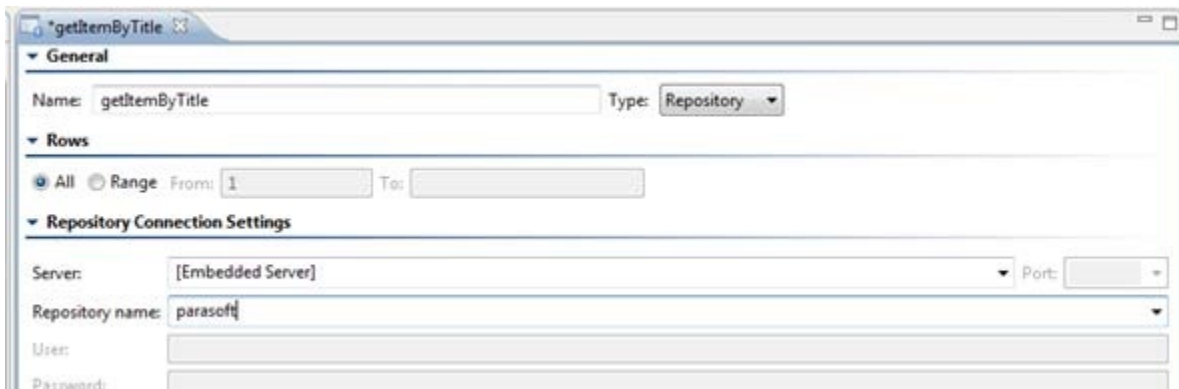 *getItemByTitle
General
Name: getItemByTitle Type: Repository
Rows
All Range From: 1 To:
Repository Connection Settings
Server: [Embedded Server] Port:
Repository name: parasoft
User:
Password: